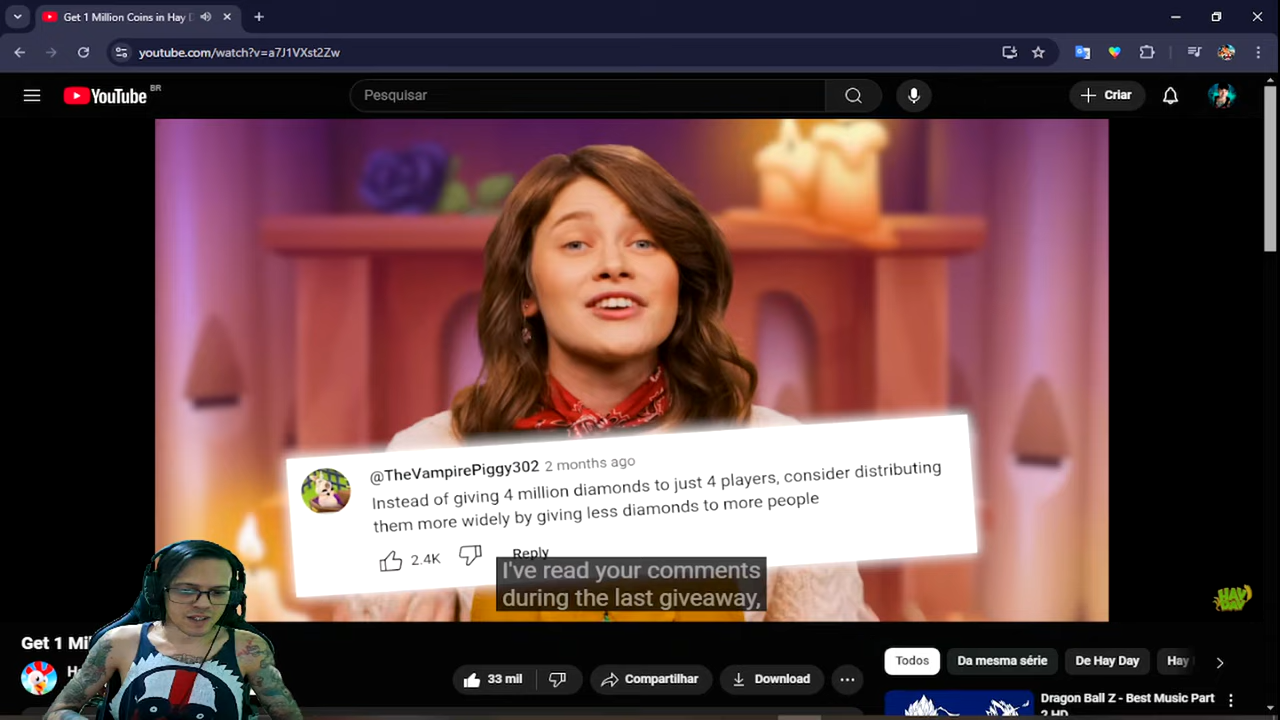 Get 1 Million Coins in Hay D
youtube.com/watch?v=a7J1VXst2Zw
YouTube BR
Pesquisar
Criar
@TheVampirePiggy302 2 months ago
Instead of giving 4 million diamonds to just 4 players, consider distributing
them more widely by giving less diamonds to more people
2.4K
Reply
I've read your comments
during the last giveaway,
HAY
DAY
Get 1 Mi
33 mil
Compartilhar
Download
Todos
Da mesma série
De Hay Day
Hay
Dragon Ball Z - Best Music Part
2 HD